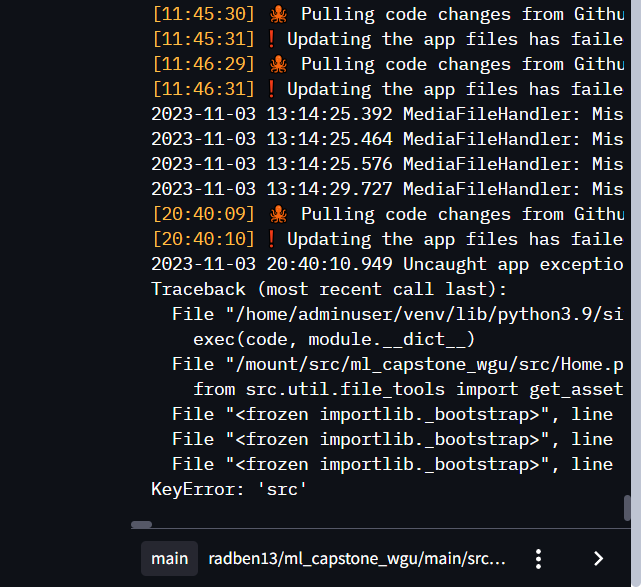 [11:45:30] 🐙 Pulling code changes from Githu
[11:45:31] ❗ Updating the app files has faile
[11:46:29] 🐙 Pulling code changes from Githu
[11:46:31] ❗ Updating the app files has faile
2023-11-03 13:14:25.392 MediaFileHandler: Mis
2023-11-03 13:14:25.464 MediaFileHandler: Mis
2023-11-03 13:14:25.576 MediaFileHandler: Mis
2023-11-03 13:14:29.727 MediaFileHandler: Mis
[20:40:09] 🐙 Pulling code changes from Githu
[20:40:10] ❗ Updating the app files has faile
2023-11-03 20:40:10.949 Uncaught app exceptio
Traceback (most recent call last):
  File "/home/adminuser/venv/lib/python3.9/si
    exec(code, module.__dict__)
  File "/mount/src/ml_capstone_wgu/src/Home.p
    from src.util.file_tools import get_asset
  File "<frozen importlib._bootstrap>", line
  File "<frozen importlib._bootstrap>", line
  File "<frozen importlib._bootstrap>", line
KeyError: 'src'
main radben13/ml_capstone_wgu/main/src...